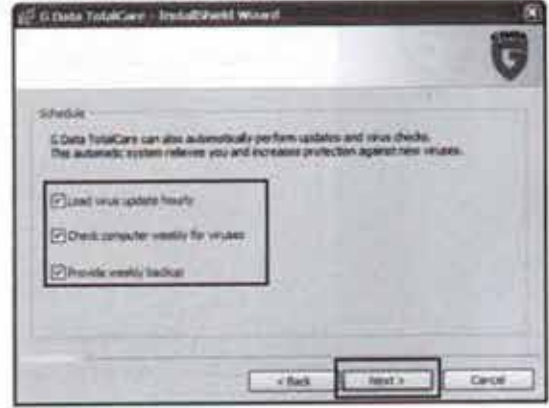 G Data TotalCare - InstallShield Wizard
Schedule
G Data TotalCare can also automatically perform updates and virus checks.
This automatic system relieves you and increases protection against new viruses.
Load virus update hourly
Check computer weekly for viruses
Provide weekly backup
< Back
Next >
Cancel